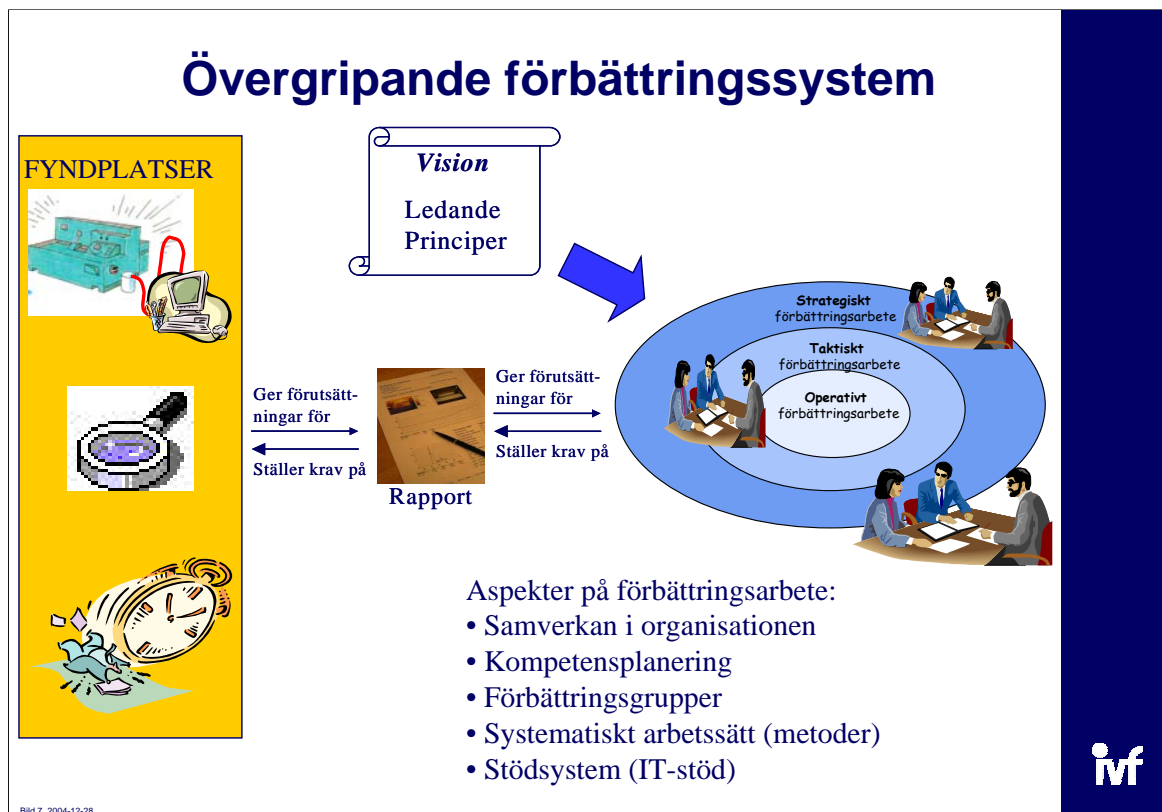 Övergripande förbättringssystem
FYNDPLATSER
Vision
Ledande
Principer
Strategiskt
förbättringsarbete
Taktiskt
förbättringsarbete
Operativt
förbättringsarbete
Ger förutsätt-
ningar för
Ställer krav på
Rapport
Ger förutsätt-
ningar för
Ställer krav på
Aspekter på förbättringsarbete:
• Samverkan i organisationen
• Kompetensplanering
• Förbättringsgrupper
• Systematiskt arbetssätt (metoder)
• Stödsystem (IT-stöd)
ivf
Bild 7, 2004-12-28